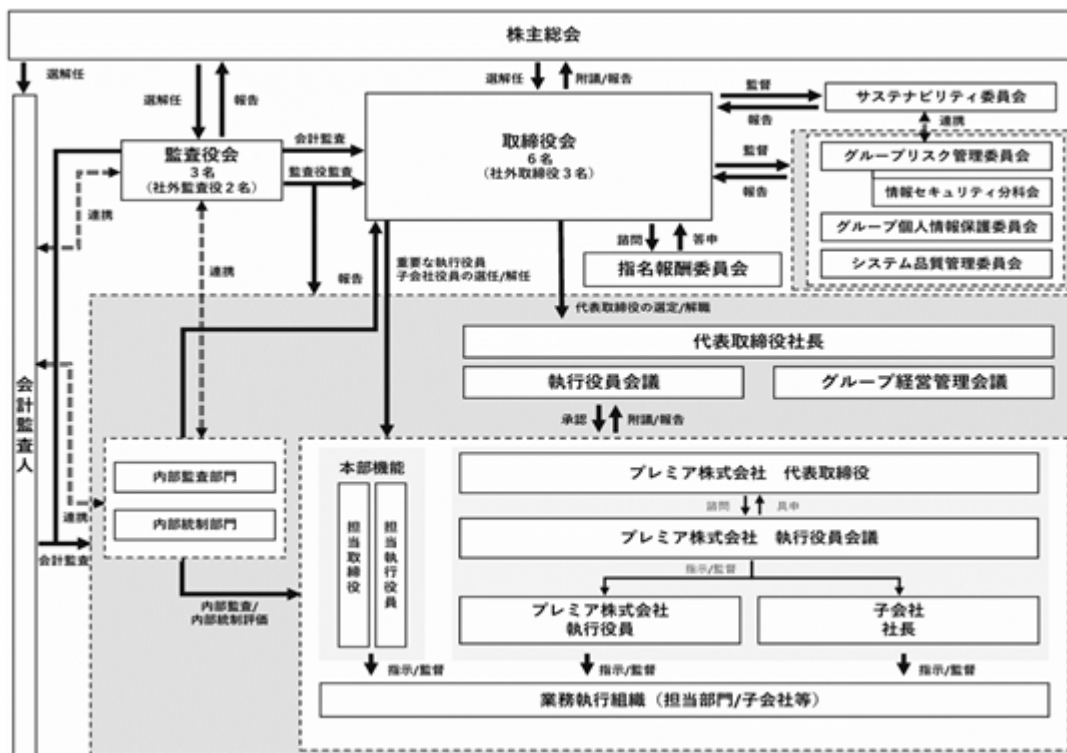 株主総会
選解任
選解任
報告
選解任
附議/報告
監督
報告
サステナビリティ委員会
連携
監査役会
3名
（社外監査役2名）
会計監査
監査役監査
取締役会
6名
（社外取締役3名）
監督
報告
グループリスク管理委員会
情報セキュリティ分科会
グループ個人情報保護委員会
システム品質管理委員会
連携
連携
報告
重要な執行役員
子会社役員の選任/解任
諮問
答申
指名報酬委員会
代表取締役の選定/解職
代表取締役社長
執行役員会議
グループ経営管理会議
承認
附議/報告
会計監査人
内部監査部門
内部統制部門
連携
会計監査
内部監査/
内部統制評価
本部機能
担当取締役
担当執行役員
プレミア株式会社　代表取締役
諮問
具申
プレミア株式会社　執行役員会議
指示/監督
プレミア株式会社
執行役員
子会社
社長
指示/監督
指示/監督
指示/監督
業務執行組織（担当部門/子会社等）